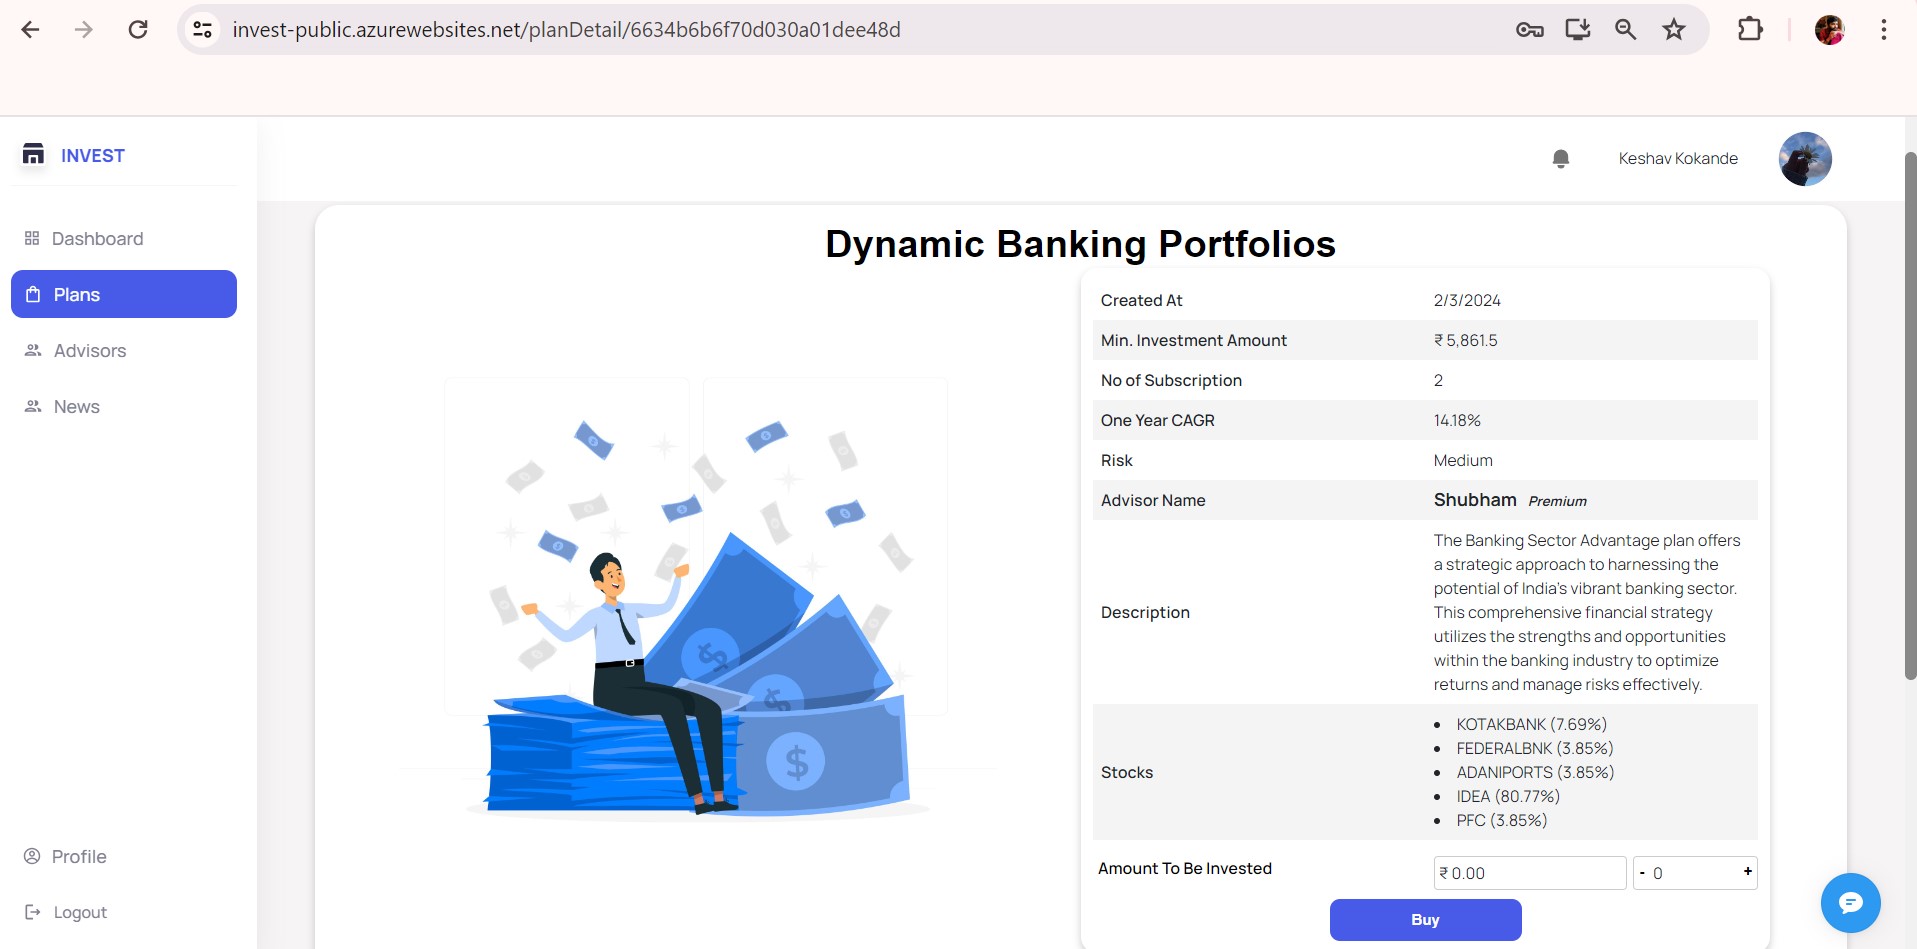 invest-public.azurewebsites.net/planDetail/6634b6b6f70d030a01dee48d
INVEST
Keshav Kokande
Dashboard
Plans
Advisors
News
Profile
Logout
Dynamic Banking Portfolios
Created At 2/3/2024
Min. Investment Amount ₹ 5,861.5
No of Subscription 2
One Year CAGR 14.18%
Risk Medium
Advisor Name Shubham Premium
Description
The Banking Sector Advantage plan offers
a strategic approach to harnessing the
potential of India's vibrant banking sector.
This comprehensive financial strategy
utilizes the strengths and opportunities
within the banking industry to optimize
returns and manage risks effectively.
Stocks
• KOTAKBANK (7.69%)
• FEDERALBNK (3.85%)
• ADANIPORTS (3.85%)
• IDEA (80.77%)
• PFC (3.85%)
Amount To Be Invested ₹ 0.00 - 0 +
Buy